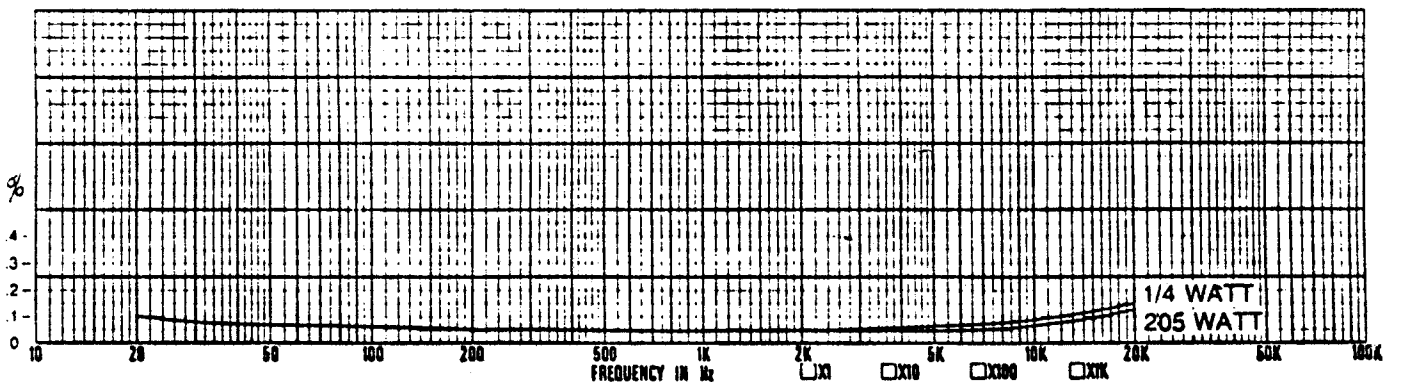 %
.4
.3
.2
.1
0
1/4 WATT
205 WATT
10 20 50 100 200 500 1K 2K 5K 10K 20K 50K 100K
FREQUENCY IN Hz
X1 X10 X100 X1K